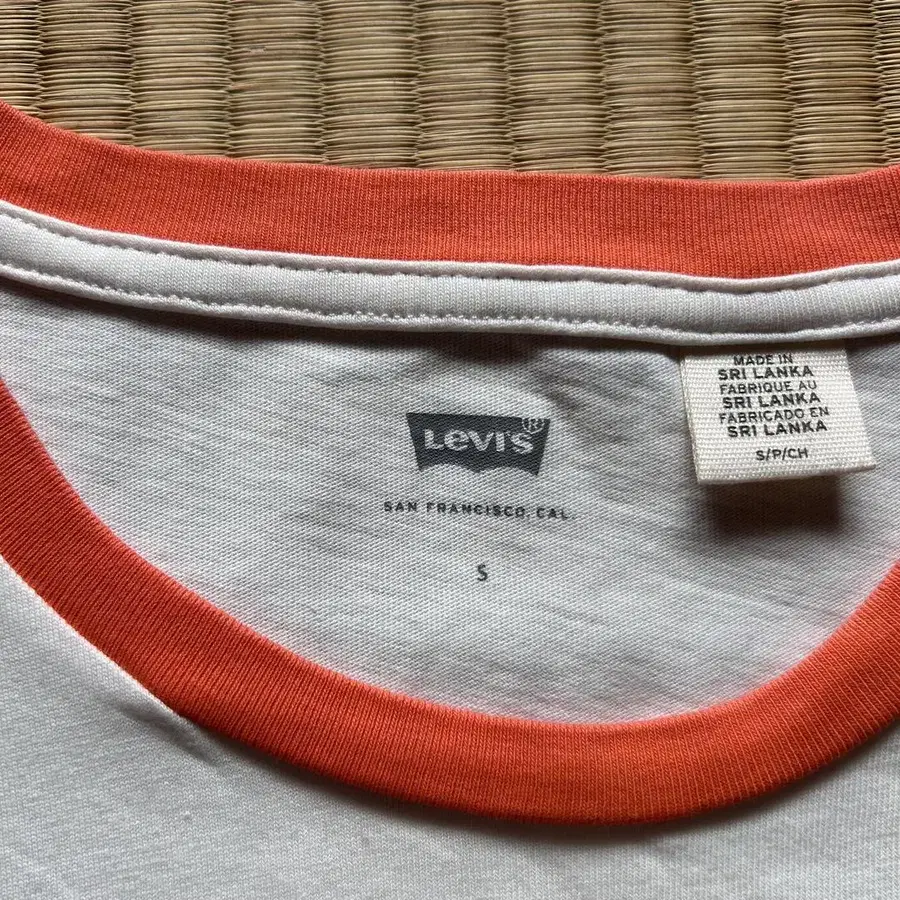 LEVI'S®
SAN FRANCISCO, CAL.
S
MADE IN
SRI LANKA
FABRIQUE AU
SRI LANKA
FABRICADO EN
SRI LANKA
S/P/CH